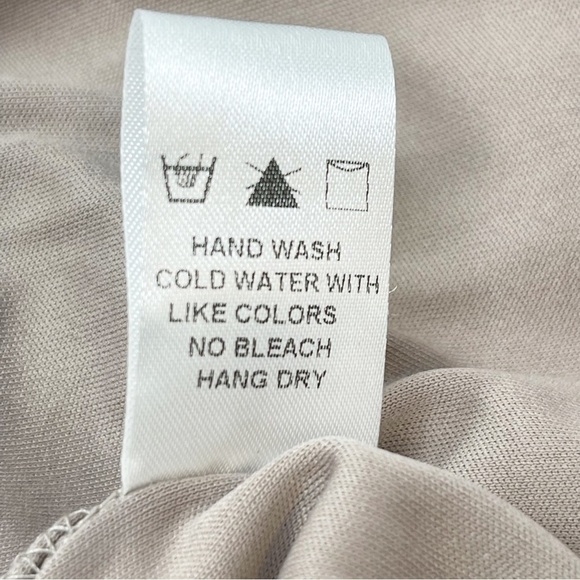 HAND WASH
COLD WATER WITH
LIKE COLORS
NO BLEACH
HANG DRY